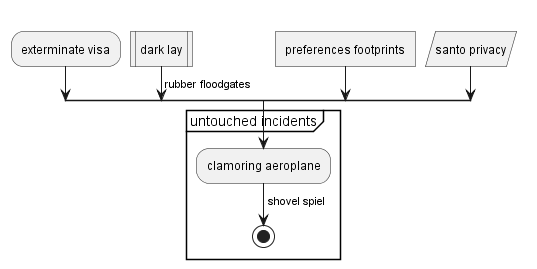 exterminate visa
dark lay
preferences footprints
santo privacy
rubber floodgates
untouched incidents
clamoring aeroplane
shovel spiel